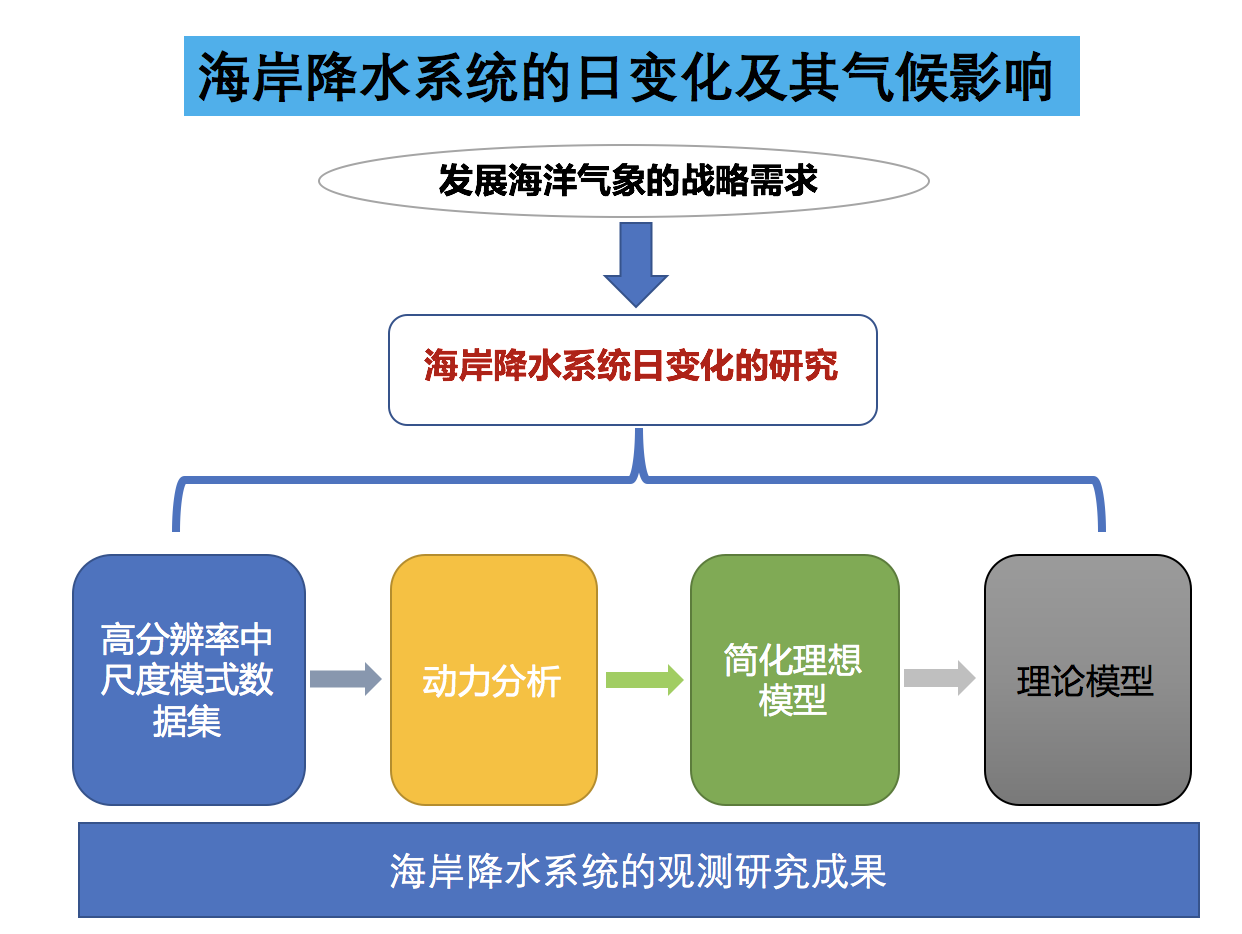 海岸降水系统的日变化及其气候影响
发展海洋气象的战略需求
海岸降水系统日变化的研究
高分辨率中
尺度模式数
据集
动力分析
简化理想
模型
理论模型
海岸降水系统的观测研究成果